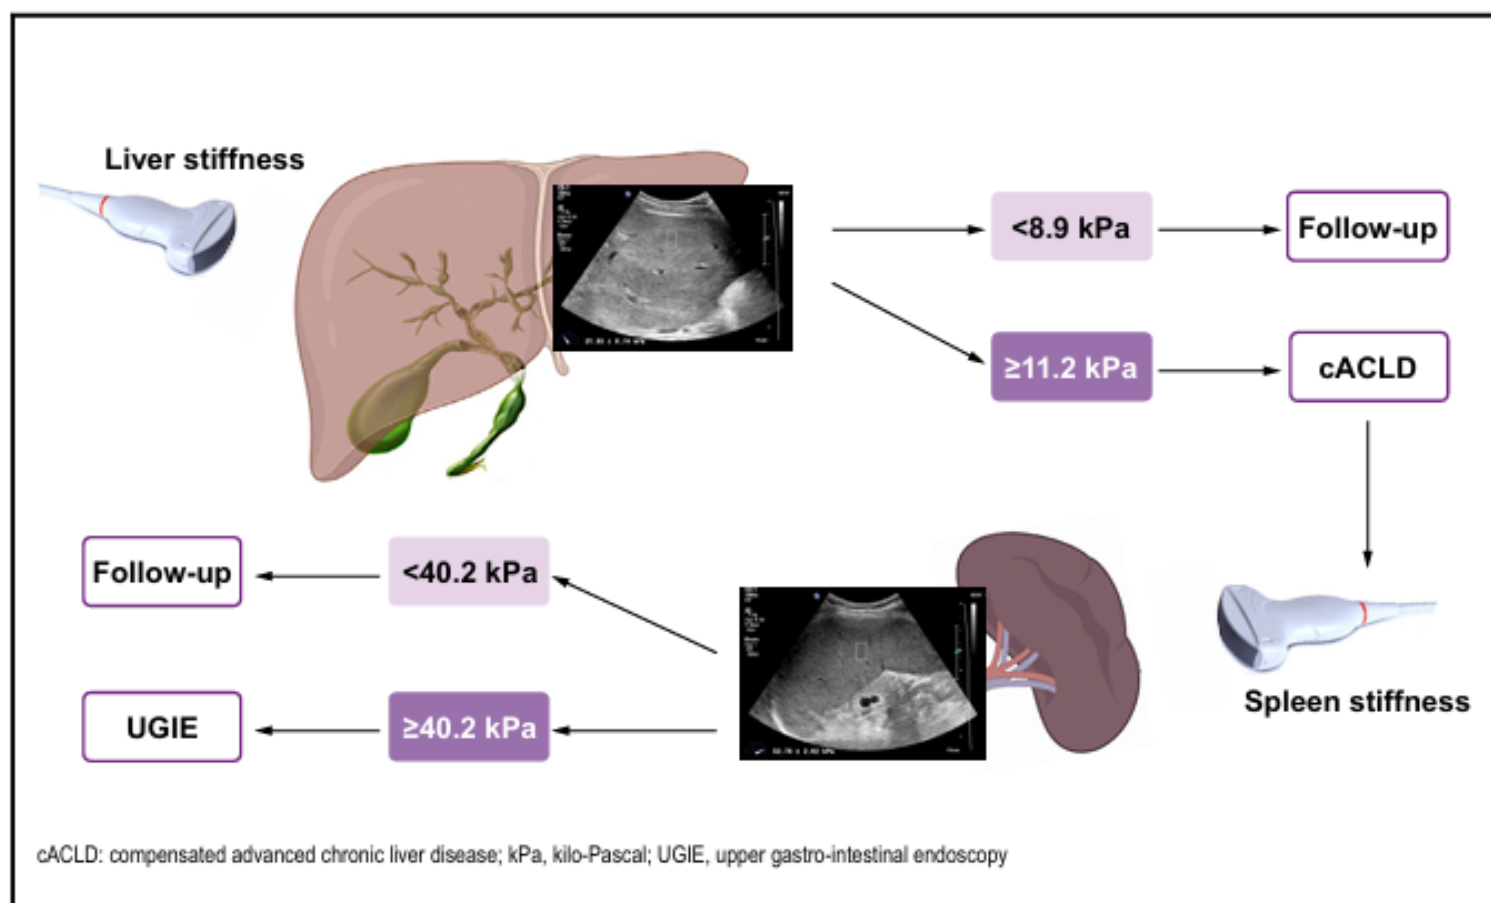 Liver stiffness
<8.9 kPa
Follow-up
≥11.2 kPa
cACLD
Follow-up
<40.2 kPa
UGIE
≥40.2 kPa
Spleen stiffness
cACLD: compensated advanced chronic liver disease; kPa, kilo-Pascal; UGIE, upper gastro-intestinal endoscopy